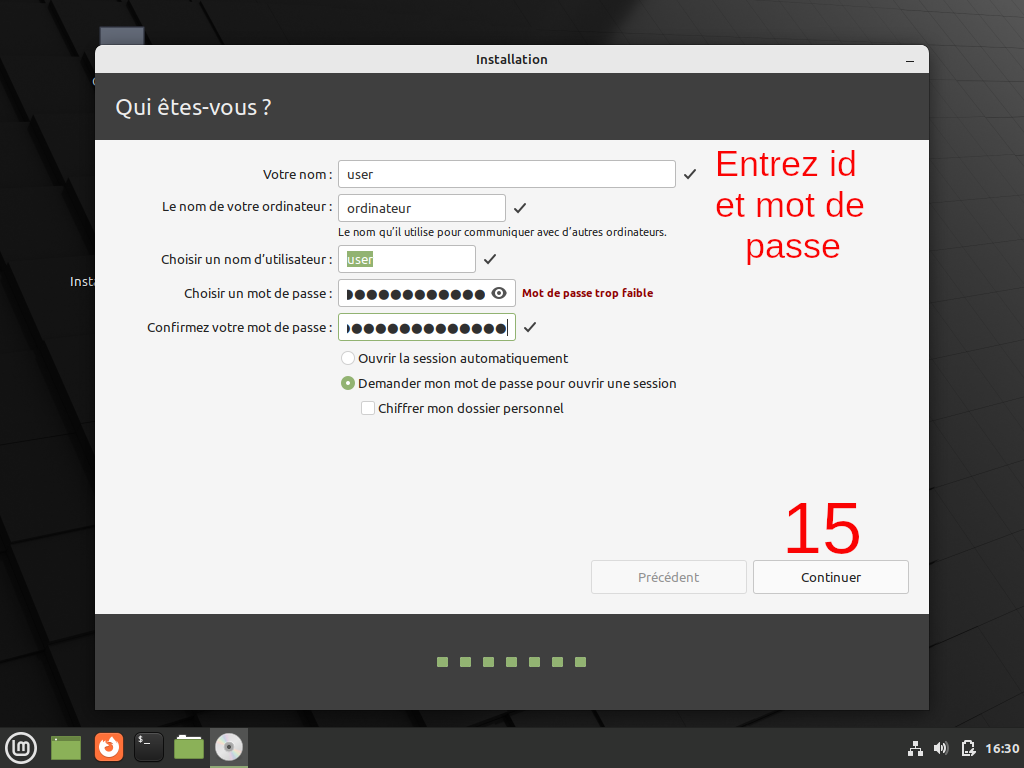 Installation
Qui êtes-vous ?
Entrez id
et mot de
passe
Votre nom :
user
Le nom de votre ordinateur :
ordinateur
Le nom qu'il utilise pour communiquer avec d'autres ordinateurs.
Choisir un nom d'utilisateur :
user
Choisir un mot de passe :
Mot de passe trop faible
Confirmez votre mot de passe :
Ouvrir la session automatiquement
Demander mon mot de passe pour ouvrir une session
Chiffrer mon dossier personnel
15
Précédent
Continuer
16:30